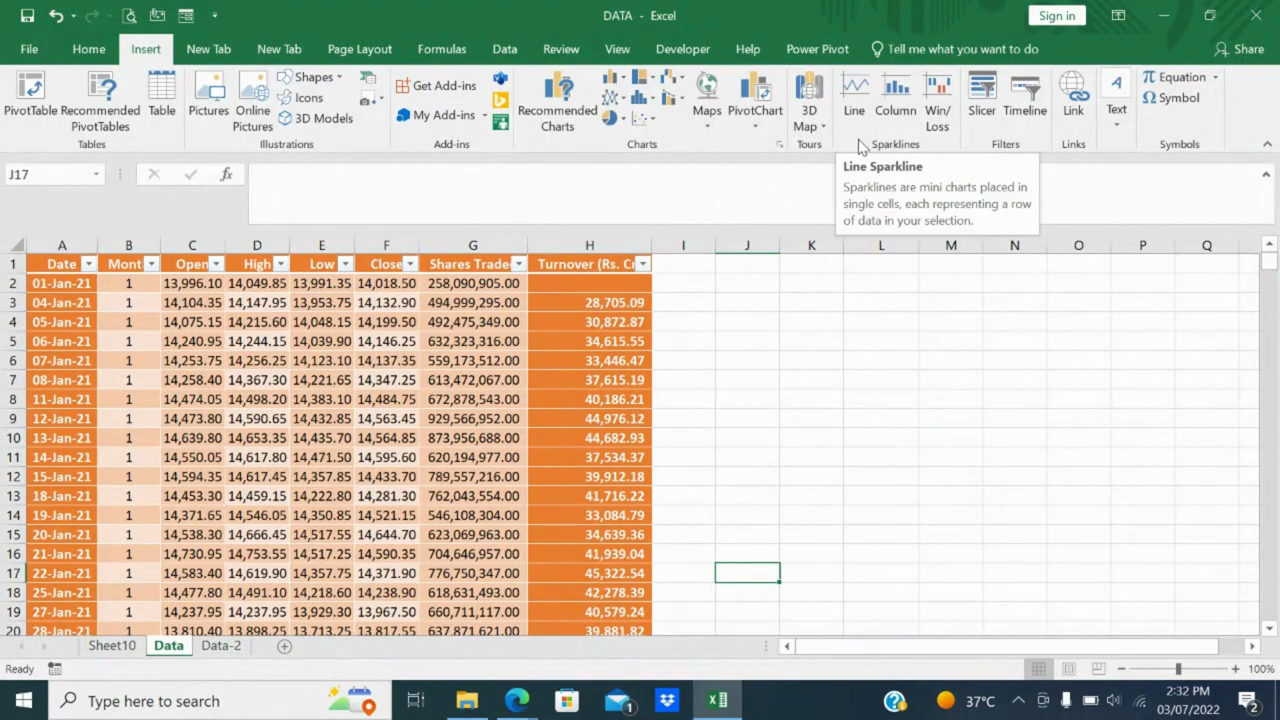 DATA - Excel
Sign in
File Home Insert New Tab New Tab Page Layout Formulas Data Review View Developer Help Power Pivot Tell me what you want to do Share
PivotTable Recommended PivotTables Table
Tables
Pictures Online Pictures Shapes Icons 3D Models
Illustrations
Get Add-ins
My Add-ins
Add-ins
Recommended Charts Maps PivotChart
Charts
3D Map
Tours
Line Column Win/Loss
Sparklines
Slicer Timeline
Filters
Link
Links
A
Text
π Equation
Ω Symbol
Symbols
J17 fx
Line Sparkline
Sparklines are mini charts placed in
single cells, each representing a row
of data in your selection.
A B C D E F G H I J K L M N O P Q
1 Date Mont Open High Low Close Shares Trade Turnover (Rs. Cr
2 01-Jan-21 1 13,996.10 14,049.85 13,991.35 14,018.50 258,090,905.00
3 04-Jan-21 1 14,104.35 14,147.95 13,953.75 14,132.90 494,999,295.00 28,705.09
4 05-Jan-21 1 14,075.15 14,215.60 14,048.15 14,199.50 492,475,349.00 30,872.87
5 06-Jan-21 1 14,240.95 14,244.15 14,039.90 14,146.25 632,323,316.00 34,615.55
6 07-Jan-21 1 14,253.75 14,256.25 14,123.10 14,137.35 559,173,512.00 33,446.47
7 08-Jan-21 1 14,258.40 14,367.30 14,221.65 14,347.25 613,472,067.00 37,615.19
8 11-Jan-21 1 14,474.05 14,498.20 14,383.10 14,484.75 672,878,543.00 40,186.21
9 12-Jan-21 1 14,473.80 14,590.65 14,432.85 14,563.45 929,566,952.00 44,976.12
10 13-Jan-21 1 14,639.80 14,653.35 14,435.70 14,564.85 873,956,688.00 44,682.93
11 14-Jan-21 1 14,550.05 14,617.80 14,471.50 14,595.60 620,194,977.00 37,534.37
12 15-Jan-21 1 14,594.35 14,617.45 14,357.85 14,433.70 789,557,216.00 39,912.18
13 18-Jan-21 1 14,453.30 14,459.15 14,222.80 14,281.30 762,043,554.00 41,716.22
14 19-Jan-21 1 14,371.65 14,546.05 14,350.85 14,521.15 546,108,304.00 33,084.79
15 20-Jan-21 1 14,538.30 14,666.45 14,517.55 14,644.70 623,069,963.00 34,639.36
16 21-Jan-21 1 14,730.95 14,753.55 14,517.25 14,590.35 704,646,957.00 41,939.04
17 22-Jan-21 1 14,583.40 14,619.90 14,357.75 14,371.90 776,750,347.00 45,322.54
18 25-Jan-21 1 14,477.80 14,491.10 14,218.60 14,238.90 618,631,493.00 42,278.39
19 27-Jan-21 1 14,237.95 14,237.95 13,929.30 13,967.50 660,711,117.00 40,579.24
20 28-Jan-21 1 13,810.40 13,898.25 13,713.25 13,817.55 637,871,621.00 39,881.82
Sheet10 Data Data-2
Ready 100%
Type here to search
1
37°C
2:32 PM
03/07/2022
2